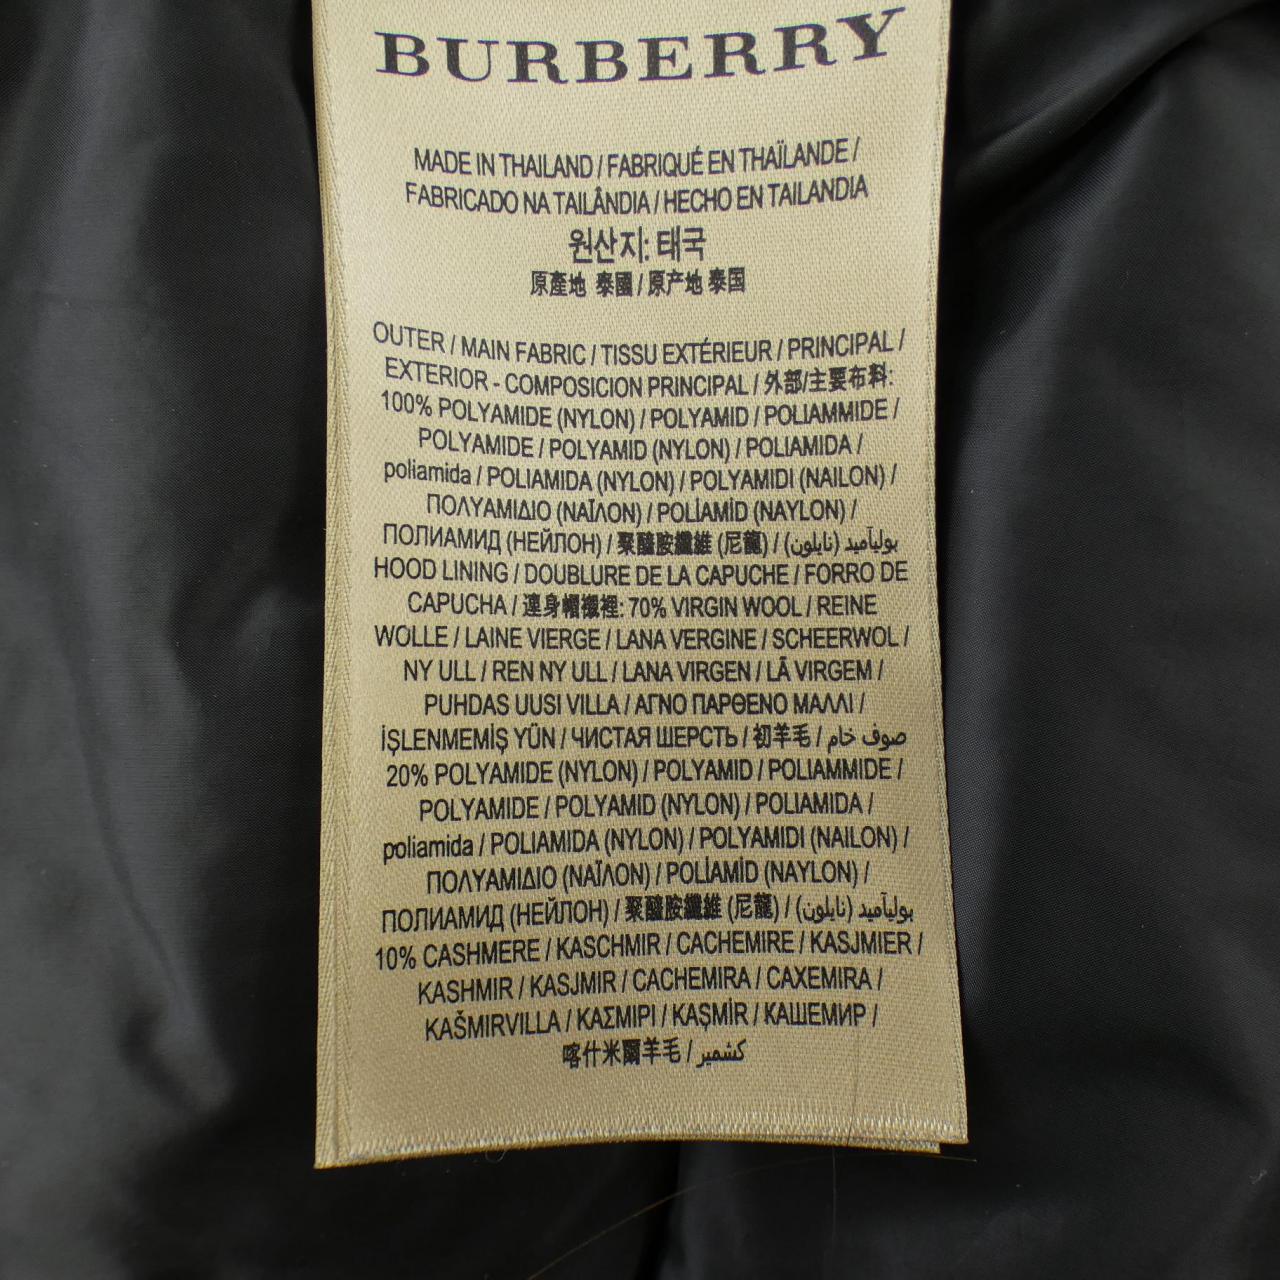 BURBERRY
MADE IN THAILAND / FABRIQUÉ EN THAÏLANDE /
FABRICADO NA TAILÂNDIA / HECHO EN TAILANDIA
원산지: 태국
原產地 泰國 / 原产地 泰国
OUTER / MAIN FABRIC / TISSU EXTÉRIEUR / PRINCIPAL /
EXTERIOR - COMPOSICION PRINCIPAL / 外部/主要布料:
100% POLYAMIDE (NYLON) / POLYAMID / POLIAMMIDE /
POLYAMIDE / POLYAMID (NYLON) / POLIAMIDA /
poliamida / POLIAMIDA (NYLON) / POLYAMIDI (NAILON) /
ΠΟΛΥΑΜΙΔΙΟ (ΝΑΪΛΟΝ) / POLİAMİD (NAYLON) /
ПОЛИАМИД (НЕЙЛОН) / 聚醯胺纖維 (尼龍) / بولياَميد (نايلون)
HOOD LINING / DOUBLURE DE LA CAPUCHE / FORRO DE
CAPUCHA / 連身帽襯裡: 70% VIRGIN WOOL / REINE
WOLLE / LAINE VIERGE / LANA VERGINE / SCHEERWOL /
NY ULL / REN NY ULL / LANA VIRGEN / LÃ VIRGEM /
PUHDAS UUSI VILLA / ΑΓΝΟ ΠΑΡΘΕΝΟ ΜΑΛΛΙ /
İŞLENMEMİŞ YÜN / ЧИСТАЯ ШЕРСТЬ / 初羊毛 / صوف خام
20% POLYAMIDE (NYLON) / POLYAMID / POLIAMMIDE /
POLYAMIDE / POLYAMID (NYLON) / POLIAMIDA /
poliamida / POLIAMIDA (NYLON) / POLYAMIDI (NAILON) /
ΠΟΛΥΑΜΙΔΙΟ (ΝΑΪΛΟΝ) / POLİAMİD (NAYLON) /
ПОЛИАМИД (НЕЙЛОН) / 聚醯胺纖維 (尼龍) / بولياَميد (نايلون)
10% CASHMERE / KASCHMIR / CACHEMIRE / KASJMIER /
KASHMIR / KASJMIR / CACHEMIRA / CAXEMIRA /
KAŠMIRVILLA / ΚΑΣΜΙΡΙ / KAŞMİR / КАШЕМИР /
喀什米爾羊毛 / كشمير